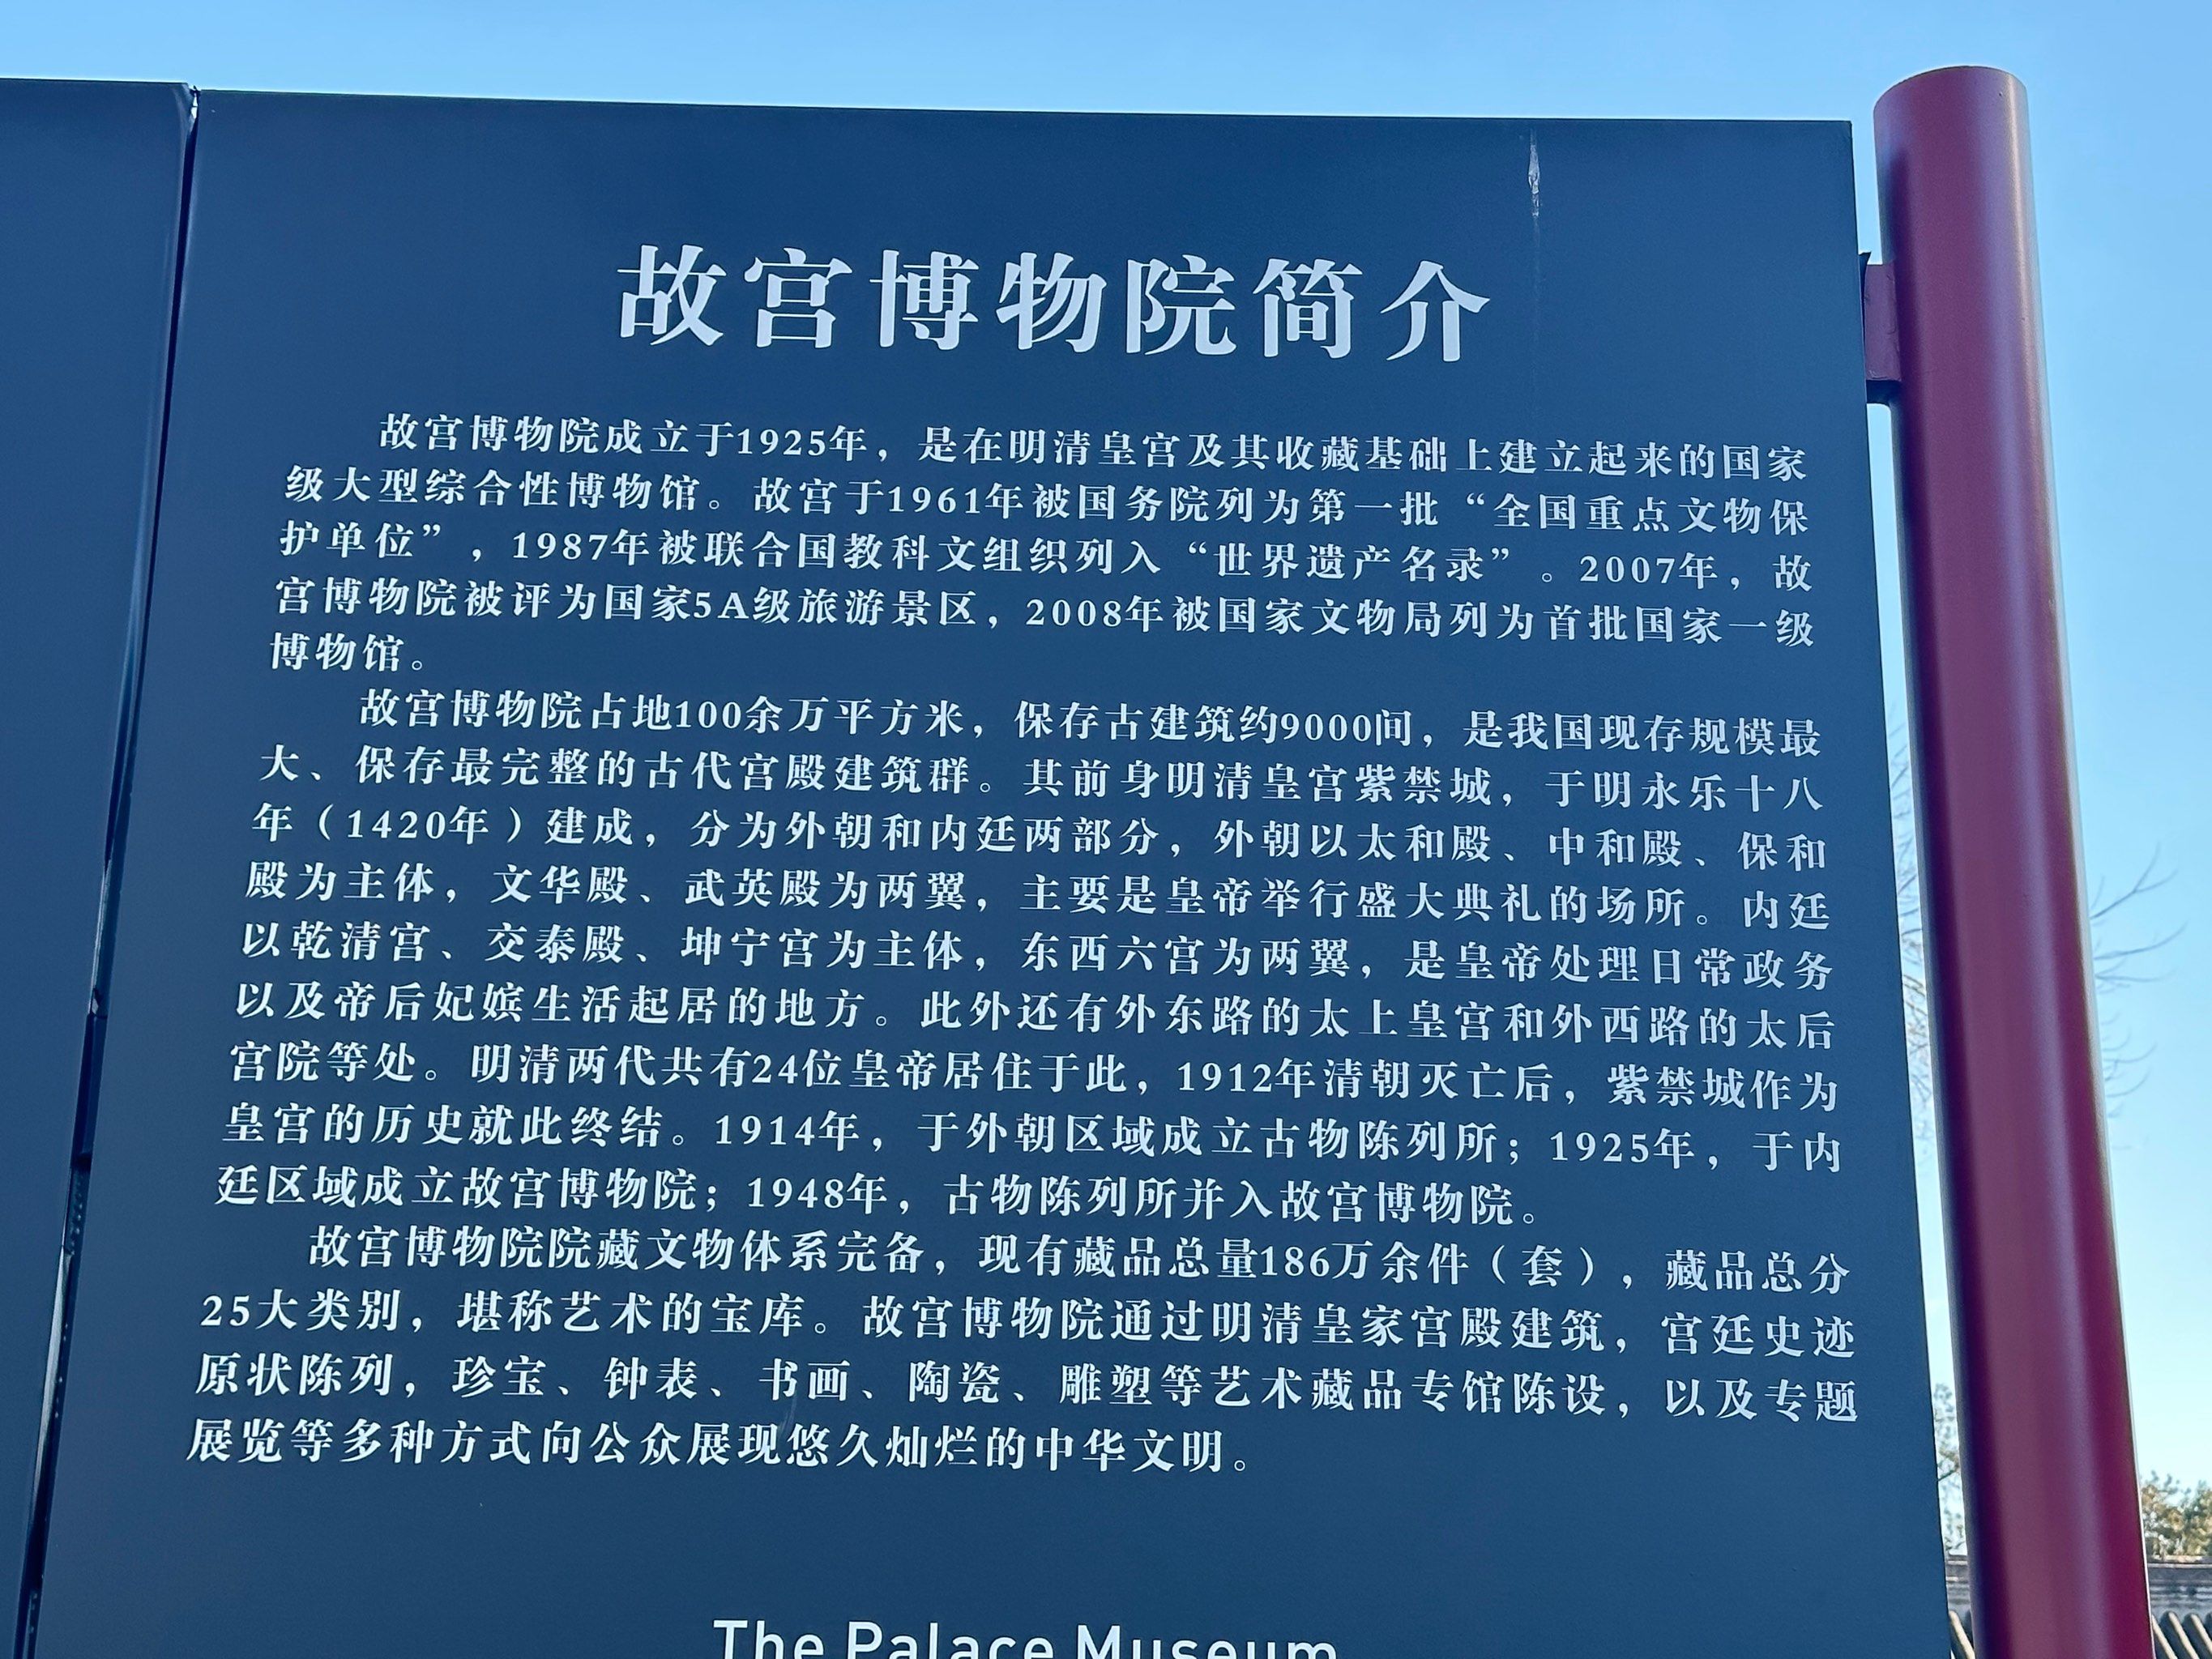 故宫博物院简介
故宫博物院成立于1925年，是在明清皇宫及其收藏基础上建立起来的国家
级大型综合性博物馆。故宫于1961年被国务院列为第一批“全国重点文物保
护单位”，1987年被联合国教科文组织列入“世界遗产名录”。2007年，故
宫博物院被评为国家5A级旅游景区，2008年被国家文物局列为首批国家一级
博物馆。
故宫博物院占地100余万平方米，保存古建筑约9000间，是我国现存规模最
大、保存最完整的古代宫殿建筑群。其前身明清皇宫紫禁城，于明永乐十八
年（1420年）建成，分为外朝和内廷两部分，外朝以太和殿、中和殿、保和
殿为主体，文华殿、武英殿为两翼，主要是皇帝举行盛大典礼的场所。内廷
以乾清宫、交泰殿、坤宁宫为主体，东西六宫为两翼，是皇帝处理日常政务
以及帝后妃嫔生活起居的地方。此外还有外东路的太上皇宫和外西路的太后
宫院等处。明清两代共有24位皇帝居住于此，1912年清朝灭亡后，紫禁城作为
皇宫的历史就此终结。1914年，于外朝区域成立古物陈列所；1925年，于内
廷区域成立故宫博物院；1948年，古物陈列所并入故宫博物院。
故宫博物院院藏文物体系完备，现有藏品总量186万余件（套），藏品总分
25大类别，堪称艺术的宝库。故宫博物院通过明清皇家宫殿建筑，宫廷史迹
原状陈列，珍宝、钟表、书画、陶瓷、雕塑等艺术藏品专馆陈设，以及专题
展览等多种方式向公众展现悠久灿烂的中华文明。
The Palace Museum